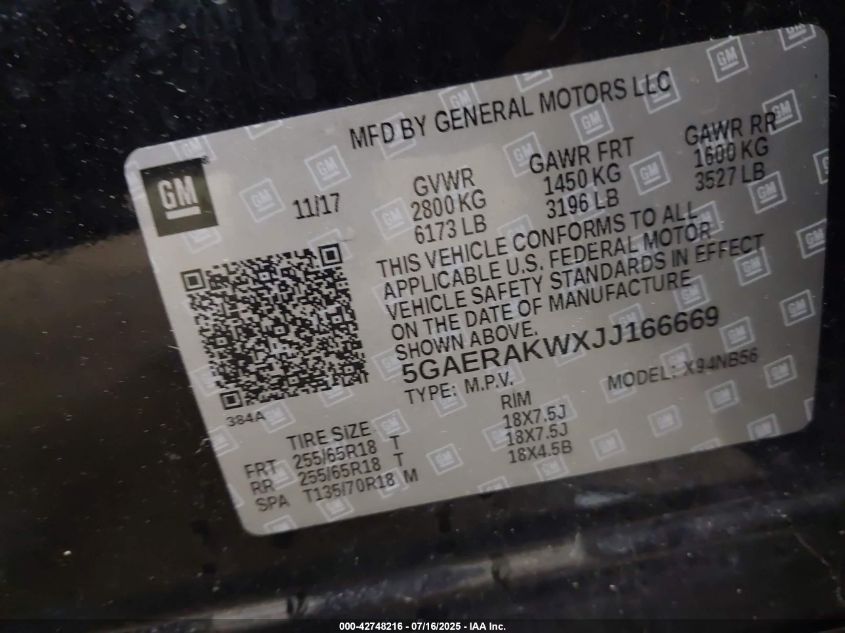 MFD BY GENERAL MOTORS LLC
GM
11/17
GVWR
2800 KG
6173 LB
GAWR FRT
1450 KG
3196 LB
GAWR RR
1600 KG
3527 LB
THIS VEHICLE CONFORMS TO ALL
APPLICABLE U.S. FEDERAL MOTOR
VEHICLE SAFETY STANDARDS IN EFFECT
ON THE DATE OF MANUFACTURE
SHOWN ABOVE.
5GAERAKWXJJ166669
TYPE: M.P.V.
MODEL: X94NB56
384A
TIRE SIZE RIM
FRT 255/65R18 T 18X7.5J
RR 255/65R18 T 18X7.5J
SPA T135/70R18 M 18X4.5B
000-42748216 - 07/16/2025 - IAA Inc.